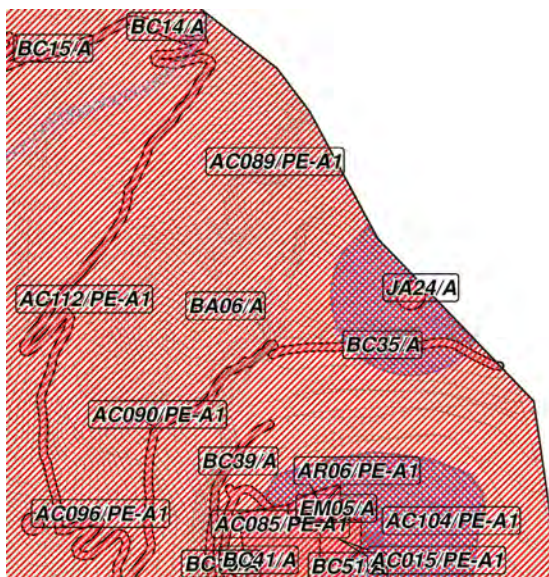 BC14/A
BC15/A
AC089/PE-A1
JA24/A
AC112/PE-A1
BA06/A
BC35/A
AC090/PE-A1
BC39/A
AR06/PE-A1
EM05/A
AC096/PE-A1
AC085/PE-A1
AC104/PE-A1
BC41/A
BC51/A
AC015/PE-A1